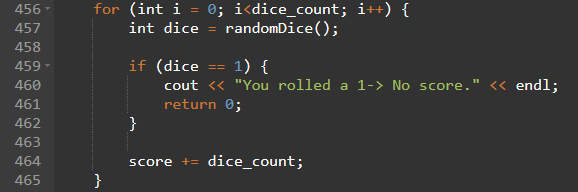 456 for (int i = 0; i<dice_count; i++) {
457 int dice = randomDice();
458
459 if (dice == 1) {
460 cout << "You rolled a 1-> No score." << endl;
461 return 0;
462 }
463
464 score += dice_count;
465 }